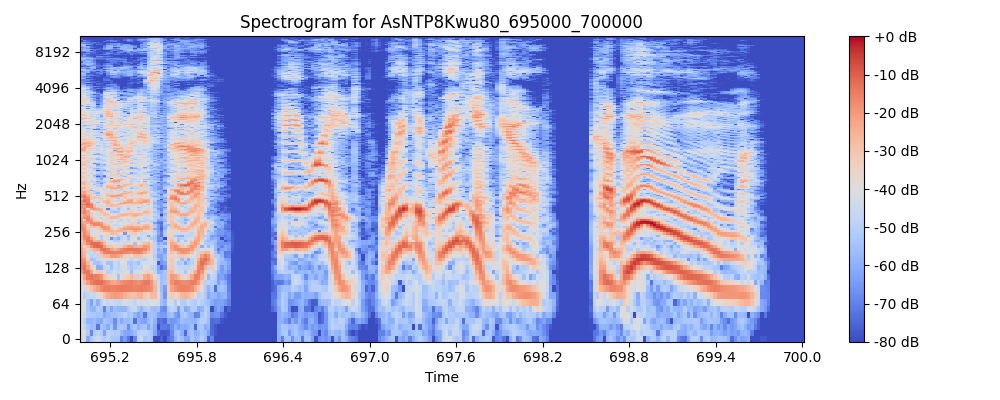 Spectrogram for AsNTP8Kwu80_695000_700000
Hz
8192
4096
2048
1024
512
256
128
64
0
695.2 695.8 696.4 697.0 697.6 698.2 698.8 699.4 700.0
Time
+0 dB
-10 dB
-20 dB
-30 dB
-40 dB
-50 dB
-60 dB
-70 dB
-80 dB